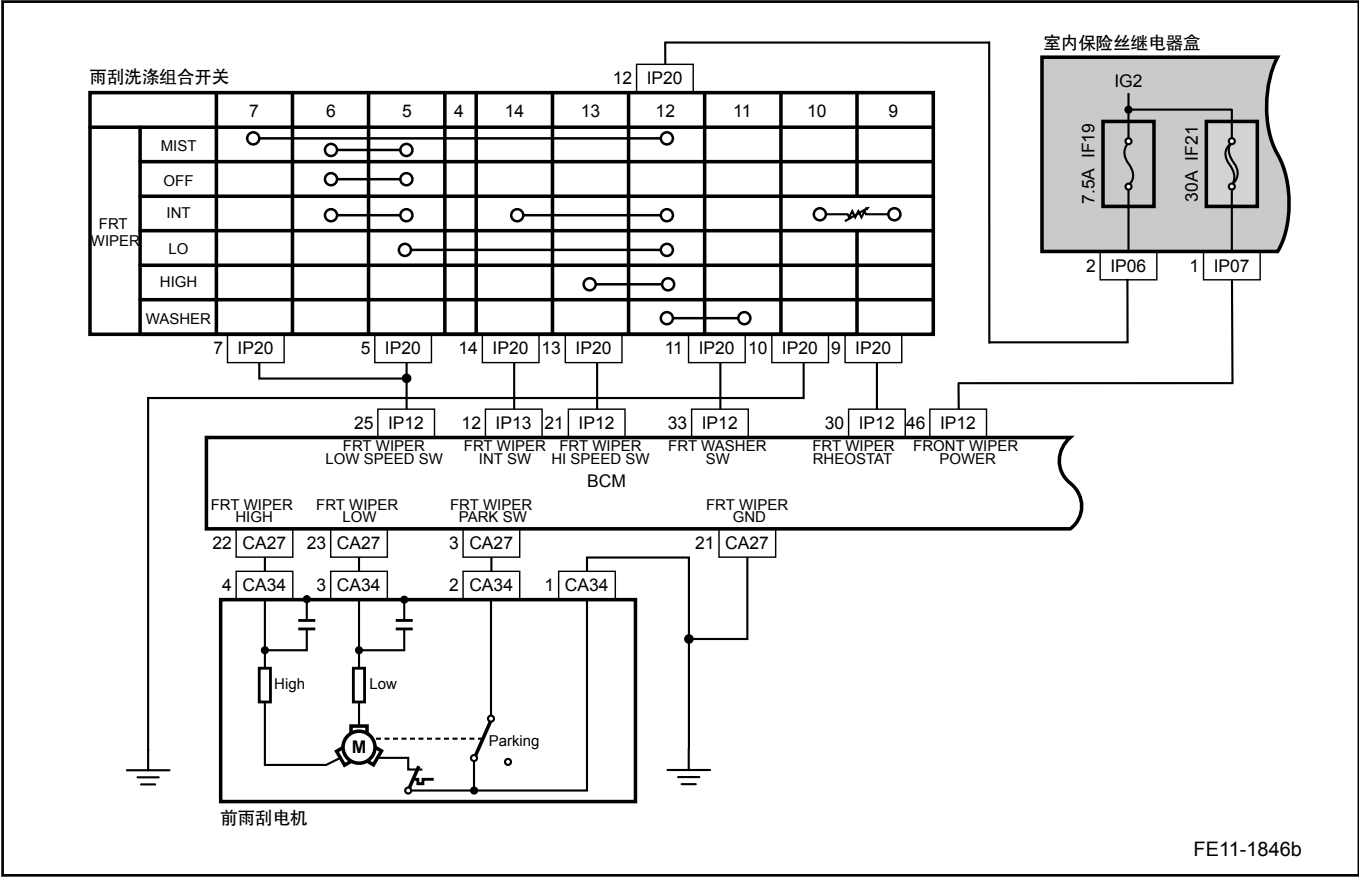 室内保险丝继电器盒
雨刮洗涤组合开关
12 IP20
IG2
7.5A IF19
30A IF21
7 6 5 4 14 13 12 11 10 9
FRT
WIPER
MIST
OFF
INT
LO
HIGH
WASHER
2 IP06
1 IP07
7 IP20
5 IP20
14 IP20
13 IP20
11 IP20
10 IP20
9 IP20
25 IP12
12 IP13
21 IP12
33 IP12
30 IP12
46 IP12
FRT WIPER
LOW SPEED SW
FRT WIPER
INT SW
FRT WIPER
HI SPEED SW
FRT WASHER
SW
FRT WIPER
RHEOSTAT
FRONT WIPER
POWER
BCM
FRT WIPER
HIGH
FRT WIPER
LOW
FRT WIPER
PARK SW
FRT WIPER
GND
22 CA27
23 CA27
3 CA27
21 CA27
4 CA34
3 CA34
2 CA34
1 CA34
High
Low
M
Parking
前雨刮电机
FE11-1846b